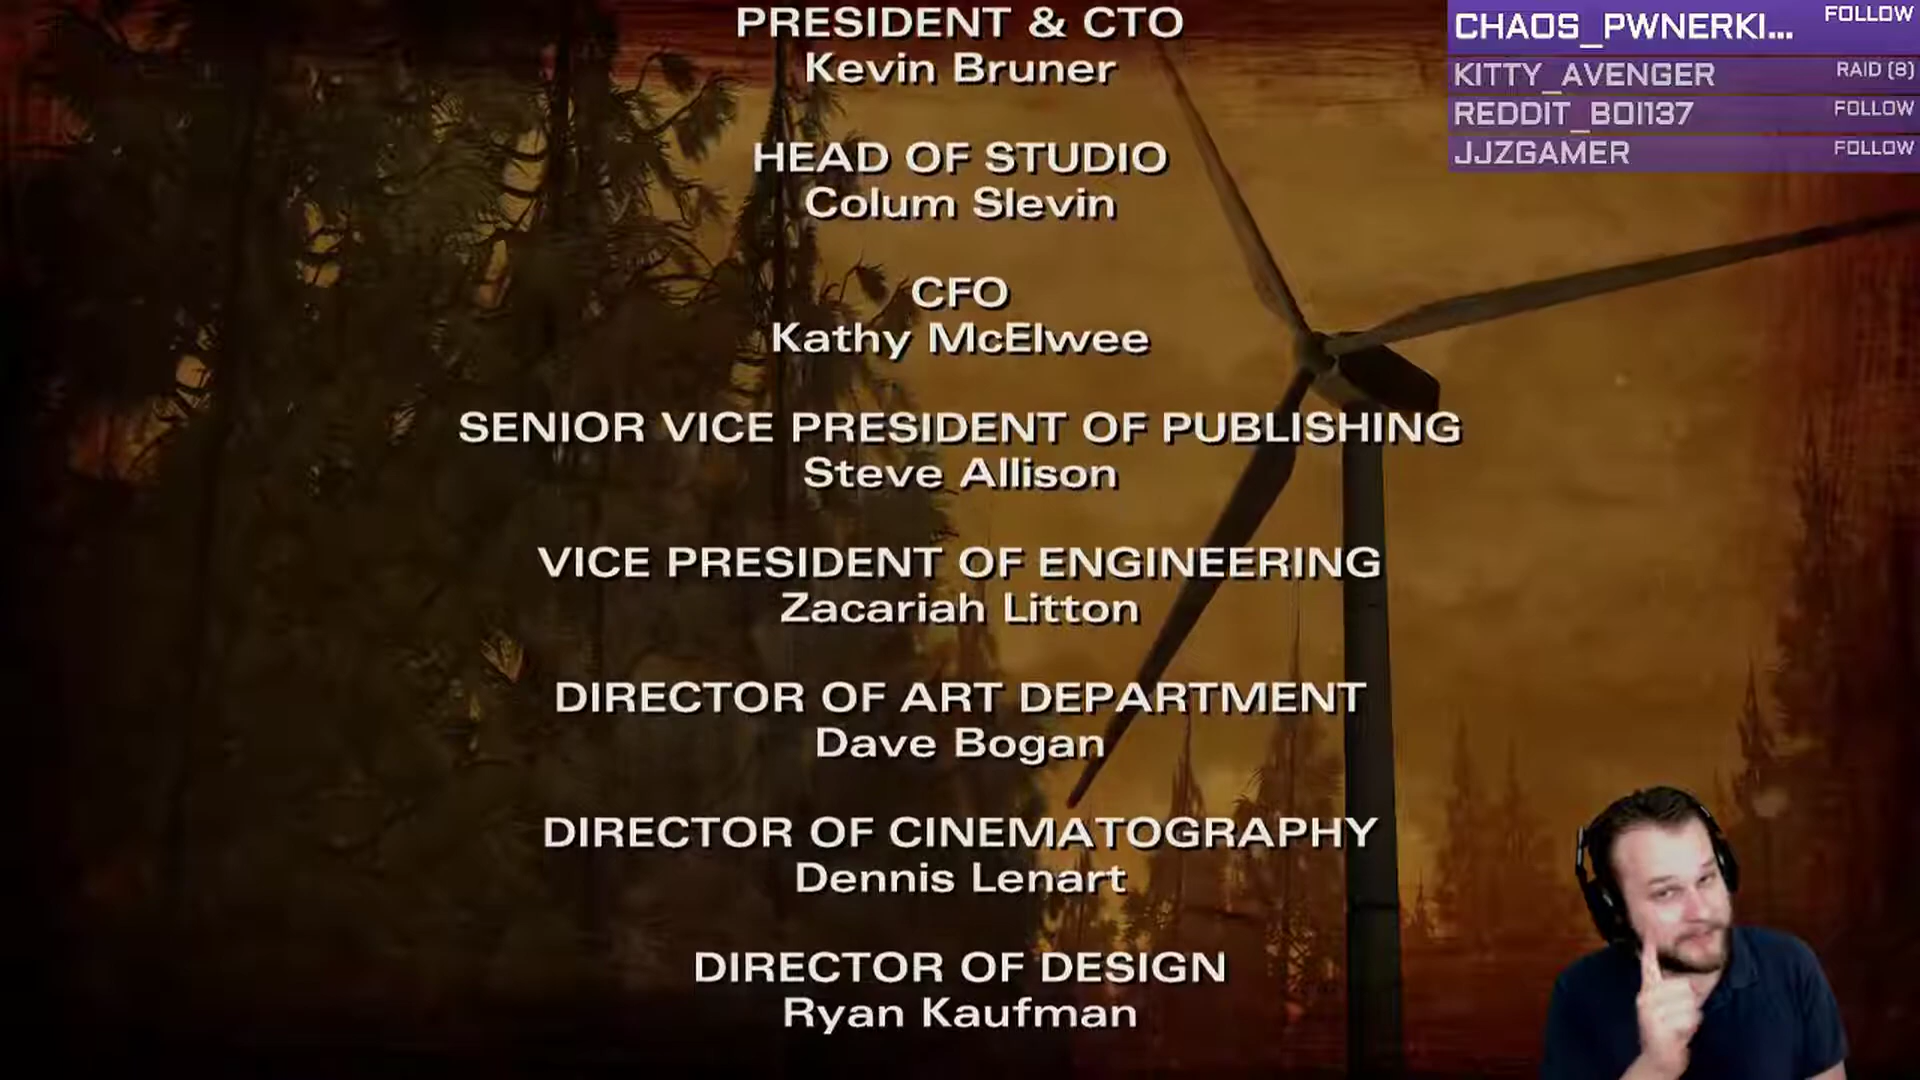 PRESIDENT & CTO
Kevin Bruner
HEAD OF STUDIO
Colum Slevin
CFO
Kathy McElwee
SENIOR VICE PRESIDENT OF PUBLISHING
Steve Allison
VICE PRESIDENT OF ENGINEERING
Zacariah Litton
DIRECTOR OF ART DEPARTMENT
Dave Bogan
DIRECTOR OF CINEMATOGRAPHY
Dennis Lenart
DIRECTOR OF DESIGN
Ryan Kaufman
CHAOS_PWNERKI... FOLLOW
KITTY_AVENGER RAID (8)
REDDIT_BOI137 FOLLOW
JJZGAMER FOLLOW